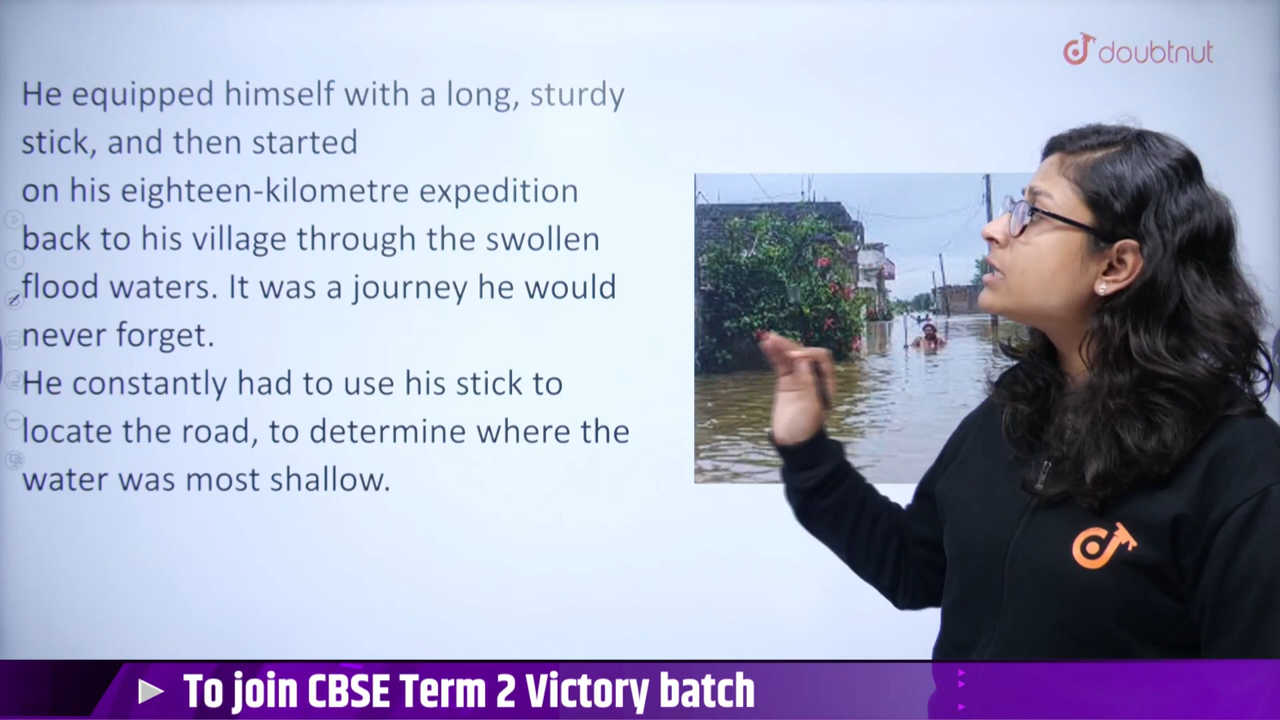 doubtnut
He equipped himself with a long, sturdy
stick, and then started
on his eighteen-kilometre expedition
back to his village through the swollen
flood waters. It was a journey he would
never forget.
He constantly had to use his stick to
locate the road, to determine where the
water was most shallow.
To join CBSE Term 2 Victory batch